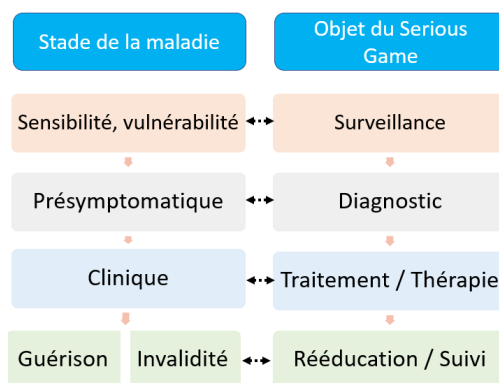 Stade de la maladie
Objet du Serious
Game
Sensibilité, vulnérabilité
Surveillance
Présymptomatique
Diagnostic
Clinique
Traitement / Thérapie
Guérison
Invalidité
Rééducation / Suivi